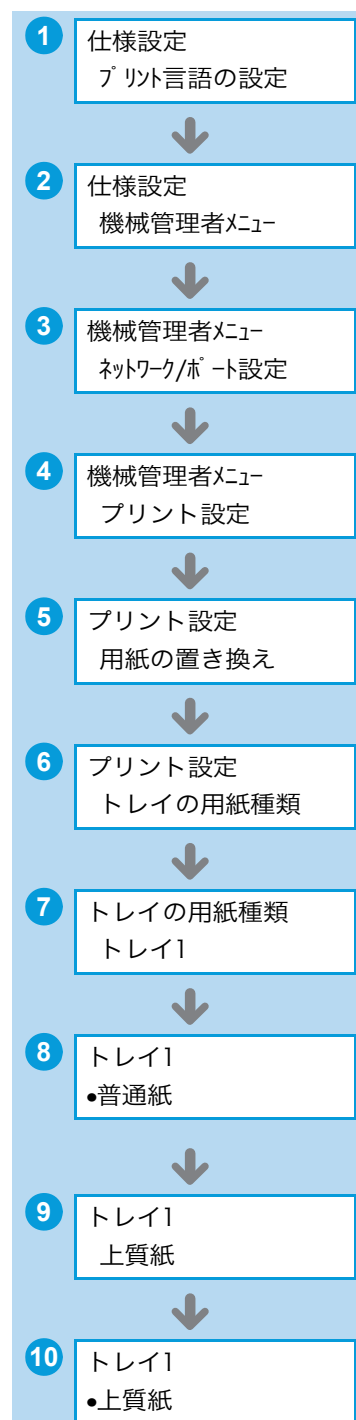 1
仕様設定
ﾌﾟﾘﾝﾄ言語の設定
2
仕様設定
機械管理者ﾒﾆｭｰ
3
機械管理者ﾒﾆｭｰ
ﾈｯﾄﾜｰｸ/ﾎﾟｰﾄ設定
4
機械管理者ﾒﾆｭｰ
プリント設定
5
プリント設定
用紙の置き換え
6
プリント設定
トレイの用紙種類
7
トレイの用紙種類
トレイ1
8
トレイ1
•普通紙
9
トレイ1
上質紙
10
トレイ1
•上質紙